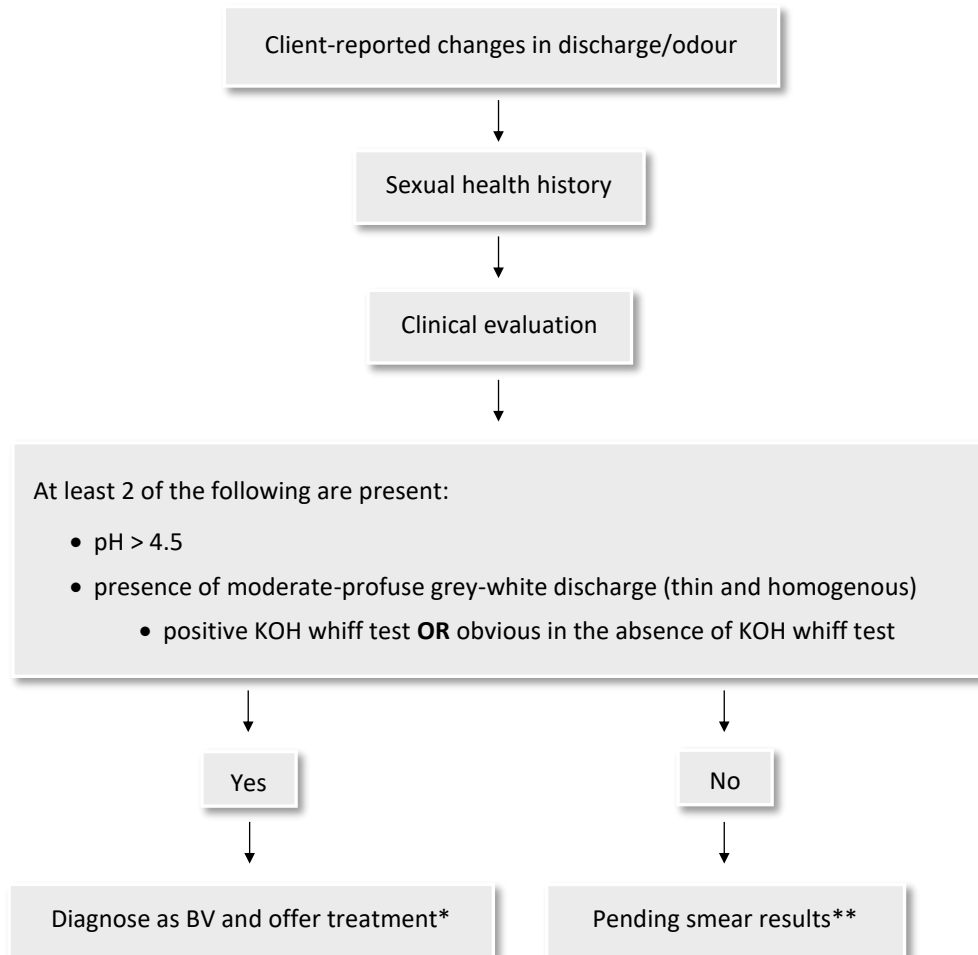 Client-reported changes in discharge/odour
Sexual health history
Clinical evaluation
At least 2 of the following are present:
• pH > 4.5
• presence of moderate-profuse grey-white discharge (thin and homogenous)
• positive KOH whiff test OR obvious in the absence of KOH whiff test
Yes
No
Diagnose as BV and offer treatment*
Pending smear results**